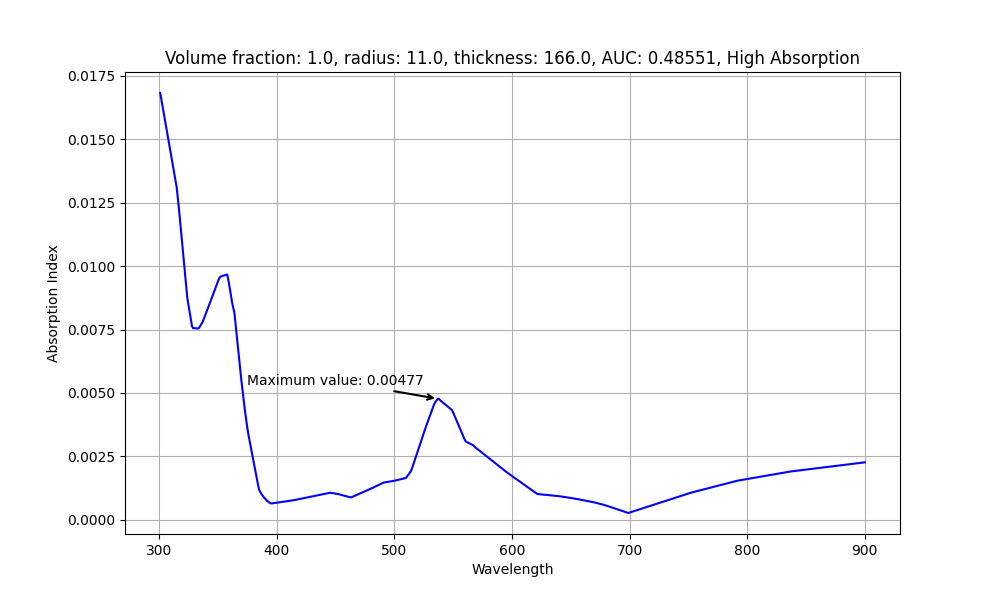 Volume fraction: 1.0, radius: 11.0, thickness: 166.0, AUC: 0.48551, High Absorption
0.0175
0.0150
0.0125
0.0100
0.0075
0.0050
0.0025
0.0000
Absorption Index
Maximum value: 0.00477
300 400 500 600 700 800 900
Wavelength